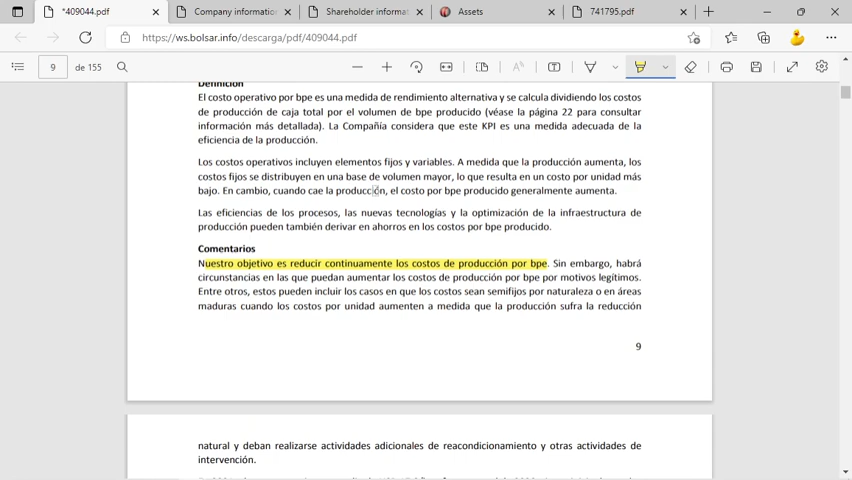 *409044.pdf
Company information
Shareholder informat
Assets
741795.pdf
https://ws.bolsar.info/descarga/pdf/409044.pdf
9 de 155
Definición
El costo operativo por bpe es una medida de rendimiento alternativa y se calcula dividiendo los costos
de producción de caja total por el volumen de bpe producido (véase la página 22 para consultar
información más detallada). La Compañía considera que este KPI es una medida adecuada de la
eficiencia de la producción.
Los costos operativos incluyen elementos fijos y variables. A medida que la producción aumenta, los
costos fijos se distribuyen en una base de volumen mayor, lo que resulta en un costo por unidad más
bajo. En cambio, cuando cae la producción, el costo por bpe producido generalmente aumenta.
Las eficiencias de los procesos, las nuevas tecnologías y la optimización de la infraestructura de
producción pueden también derivar en ahorros en los costos por bpe producido.
Comentarios
Nuestro objetivo es reducir continuamente los costos de producción por bpe. Sin embargo, habrá
circunstancias en las que puedan aumentar los costos de producción por bpe por motivos legítimos.
Entre otros, estos pueden incluir los casos en que los costos sean semifijos por naturaleza o en áreas
maduras cuando los costos por unidad aumenten a medida que la producción sufra la reducción
9
natural y deban realizarse actividades adicionales de reacondicionamiento y otras actividades de
intervención.